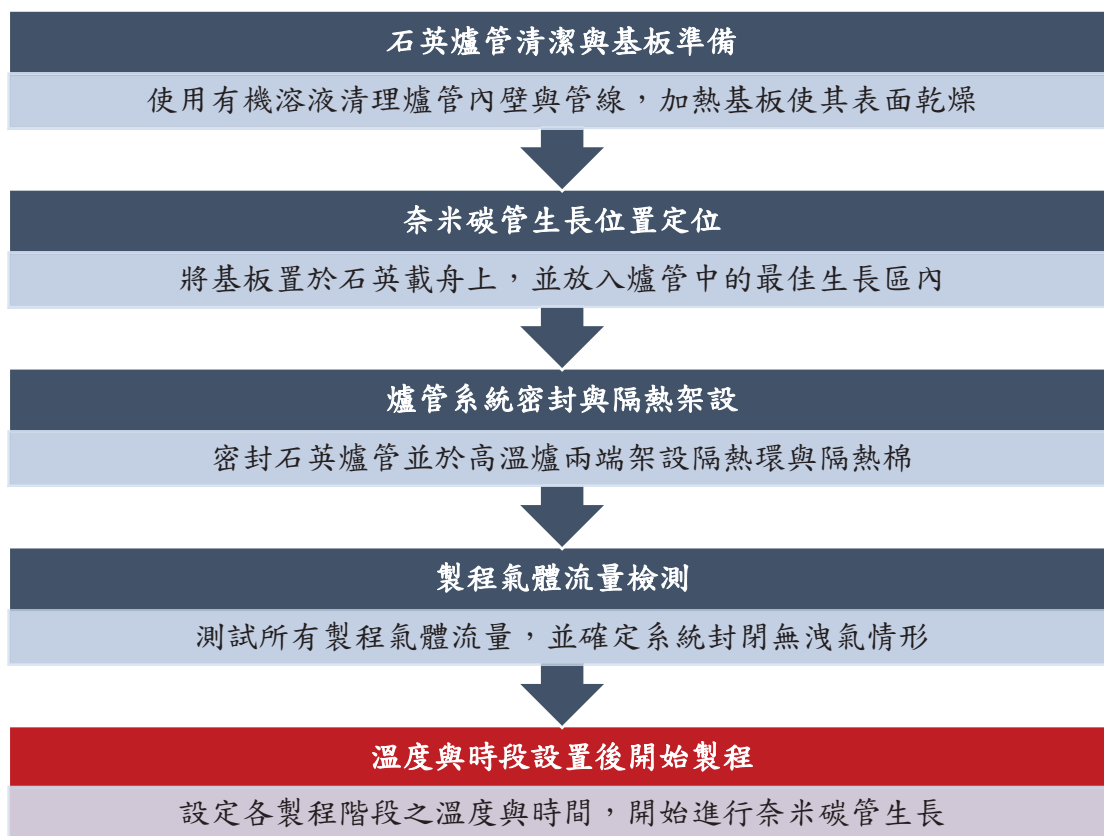 石英爐管清潔與基板準備
使用有機溶液清理爐管內壁與管線，加熱基板使其表面乾燥
奈米碳管生長位置定位
將基板置於石英載舟上，並放入爐管中的最佳生長區內
爐管系統密封與隔熱架設
密封石英爐管並於高溫爐兩端架設隔熱環與隔熱棉
製程氣體流量檢測
測試所有製程氣體流量，並確定系統封閉無洩氣情形
溫度與時段設置後開始製程
設定各製程階段之溫度與時間，開始進行奈米碳管生長